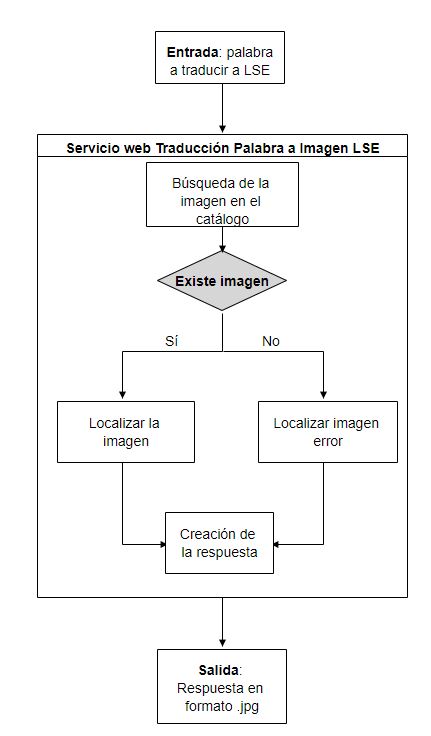 Entrada: palabra
a traducir a LSE
Servicio web Traducción Palabra a Imagen LSE
Búsqueda de la
imagen en el
catálogo
Existe imagen
Sí
No
Localizar la
imagen
Localizar imagen
error
Creación de
la respuesta
Salida:
Respuesta en
formato .jpg